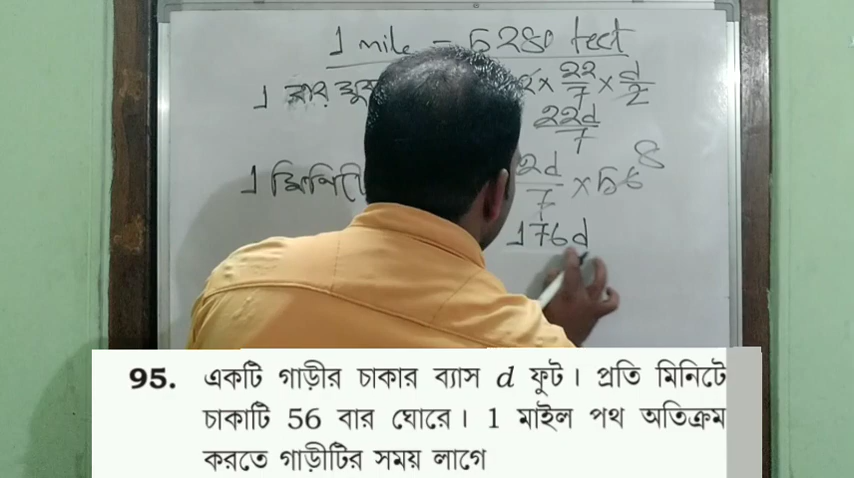 1 mile = 5280 feet
1 বার ঘুর 2 × 22/7 × d/2
22d/7
1 মিনিটে 2d/7 × 56 8
176d
95. একটি গাড়ীর চাকার ব্যাস d ফুট। প্রতি মিনিটে
চাকাটি 56 বার ঘোরে। 1 মাইল পথ অতিক্রম
করতে গাড়ীটির সময় লাগে